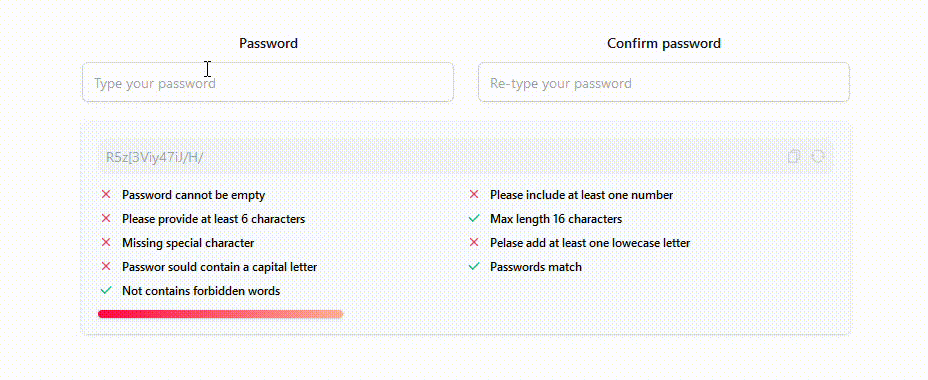 Password
Confirm password
Type your password
Re-type your password
R5z[3Viy47iJ/H/
Password cannot be empty
Please include at least one number
Please provide at least 6 characters
Max length 16 characters
Missing special character
Pelase add at least one lowecase letter
Passwor sould contain a capital letter
Passwords match
Not contains forbidden words